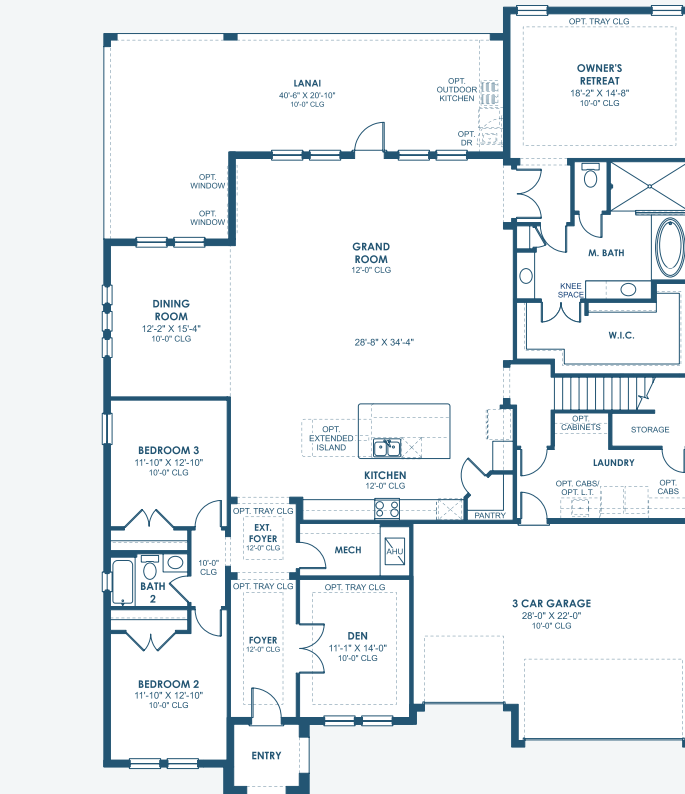 OPT. TRAY CLG
OWNER'S
RETREAT
18'-2" X 14'-8"
10'-0" CLG
LANAI
40'-6" X 20'-10"
10'-0" CLG
OPT.
OUTDOOR
KITCHEN
OPT.
DR
OPT.
WINDOW
OPT.
WINDOW
GRAND
ROOM
12'-0" CLG
28'-8" X 34'-4"
M. BATH
KNEE
SPACE
W.I.C.
DINING
ROOM
12'-2" X 15'-4"
10'-0" CLG
OPT.
CABINETS
STORAGE
OPT.
EXTENDED
ISLAND
BEDROOM 3
11'-10" X 12'-10"
10'-0" CLG
KITCHEN
12'-0" CLG
LAUNDRY
OPT. CABS/
OPT. L.T.
OPT.
CABS
PANTRY
OPT. TRAY CLG
EXT.
FOYER
12'-0" CLG
MECH
AHU
10'-0"
CLG
BATH
2
OPT. TRAY CLG
OPT. TRAY CLG
FOYER
12'-0" CLG
DEN
11'-1" X 14'-0"
10'-0" CLG
3 CAR GARAGE
28'-0" X 22'-0"
10'-0" CLG
BEDROOM 2
11'-10" X 12'-10"
10'-0" CLG
ENTRY